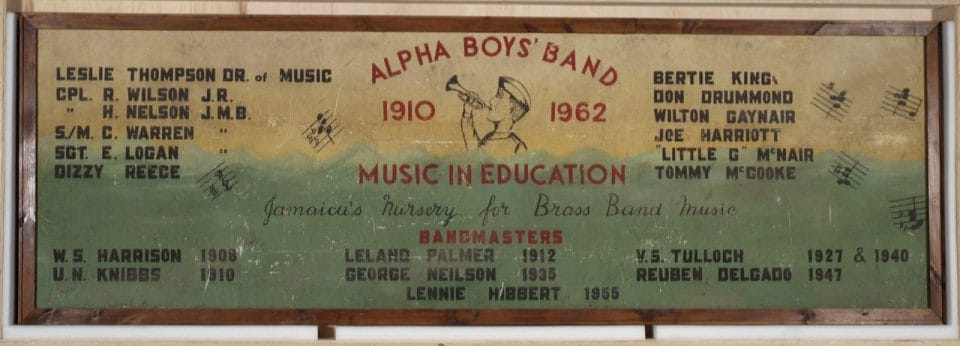 ALPHA BOYS' BAND
1910 1962
LESLIE THOMPSON DR. of MUSIC
CPL. R. WILSON J.R.
" H. NELSON J.M.B.
S/M. C. WARREN "
SGT. E. LOGAN
DIZZY REECE
BERTIE KING
DON DRUMMOND
WILTON GAYNAIR
JOE HARRIOTT
"LITTLE G" McNAIR
TOMMY McCOOKE
MUSIC IN EDUCATION
Jamaica's Nursery for Brass Band Music
BANDMASTERS
W.S. HARRISON 1908 LELAND PALMER 1912 V.S. TULLOCH 1927 & 1940
U.N. KNIBBS 1910 GEORGE NEILSON 1935 REUBEN DELGADO 1947
LENNIE HIBBERT 1955